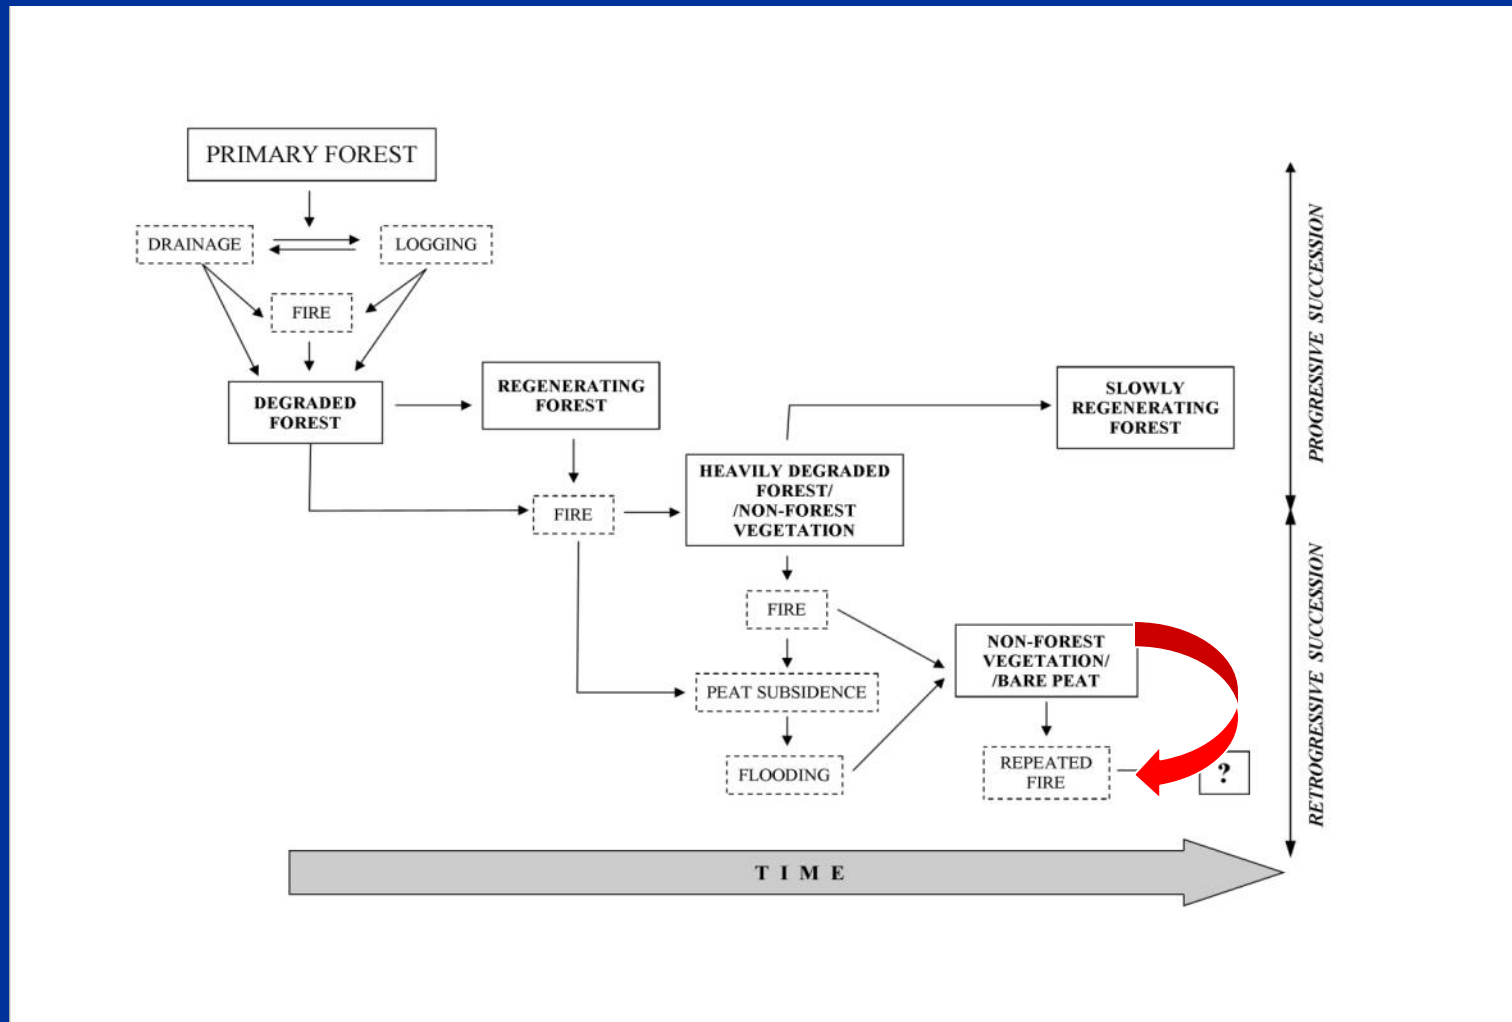 PRIMARY FOREST
DRAINAGE
LOGGING
FIRE
DEGRADED
FOREST
REGENERATING
FOREST
SLOWLY
REGENERATING
FOREST
HEAVILY DEGRADED
FOREST/
/NON-FOREST
VEGETATION
FIRE
FIRE
NON-FOREST
VEGETATION/
/BARE PEAT
PEAT SUBSIDENCE
FLOODING
REPEATED
FIRE
?
PROGRESSIVE SUCCESSION
RETROGRESSIVE SUCCESSION
T I M E